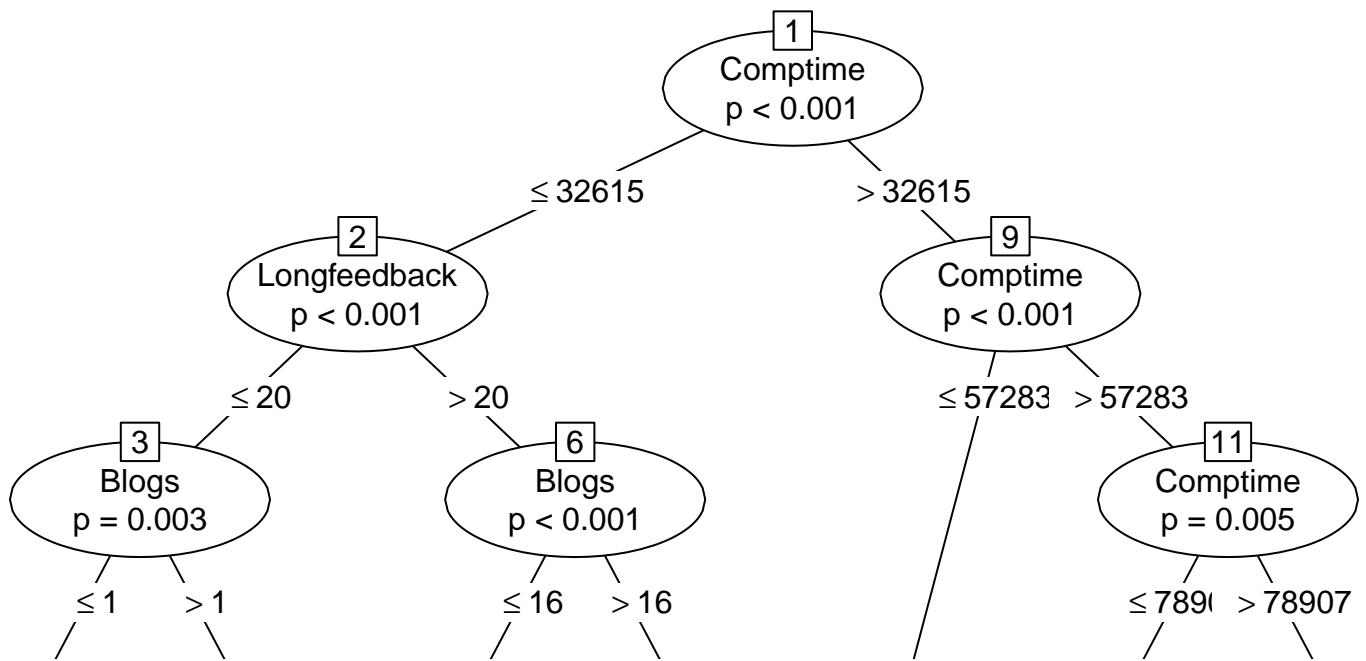 1
Comptime
p < 0.001
≤ 32615
> 32615
2
Longfeedback
p < 0.001
9
Comptime
p < 0.001
≤ 20
> 20
≤ 57283
> 57283
3
Blogs
p = 0.003
6
Blogs
p < 0.001
11
Comptime
p = 0.005
≤ 1
> 1
≤ 16
> 16
≤ 789
> 78907